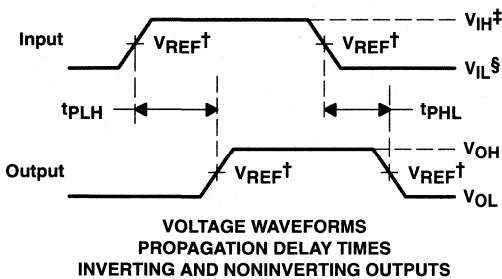 VIH‡
Input VREF† VREF†
VIL§
tPLH tPHL
VOH
Output VREF† VREF†
VOL
VOLTAGE WAVEFORMS
PROPAGATION DELAY TIMES
INVERTING AND NONINVERTING OUTPUTS